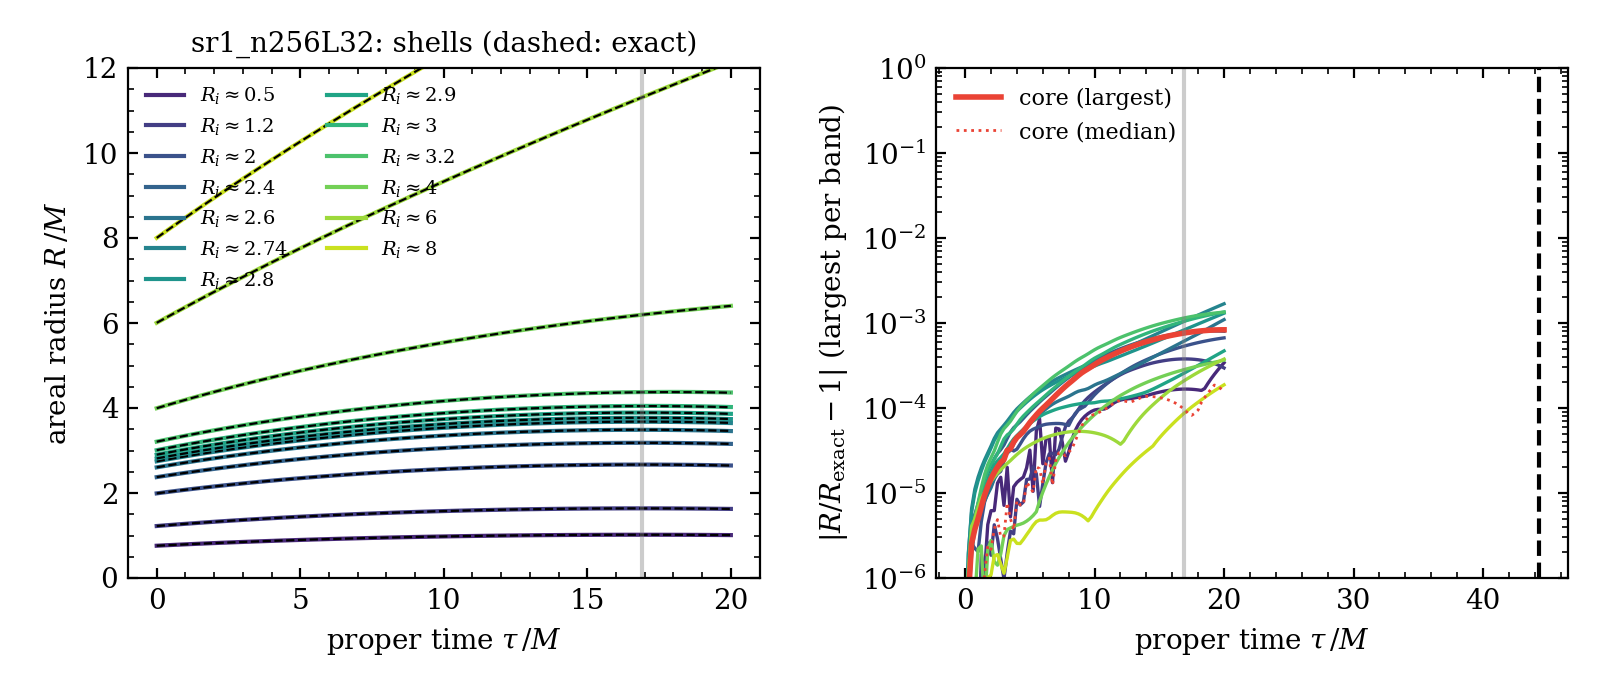 sr1_n256L32: shells (dashed: exact)
areal radius R/M
12
10
8
6
4
2
0
R_i ≈ 0.5
R_i ≈ 1.2
R_i ≈ 2
R_i ≈ 2.4
R_i ≈ 2.6
R_i ≈ 2.74
R_i ≈ 2.8
R_i ≈ 2.9
R_i ≈ 3
R_i ≈ 3.2
R_i ≈ 4
R_i ≈ 6
R_i ≈ 8
0 5 10 15 20
proper time τ/M
|R/R_exact − 1| (largest per band)
10^0
10^−1
10^−2
10^−3
10^−4
10^−5
10^−6
core (largest)
core (median)
0 10 20 30 40
proper time τ/M